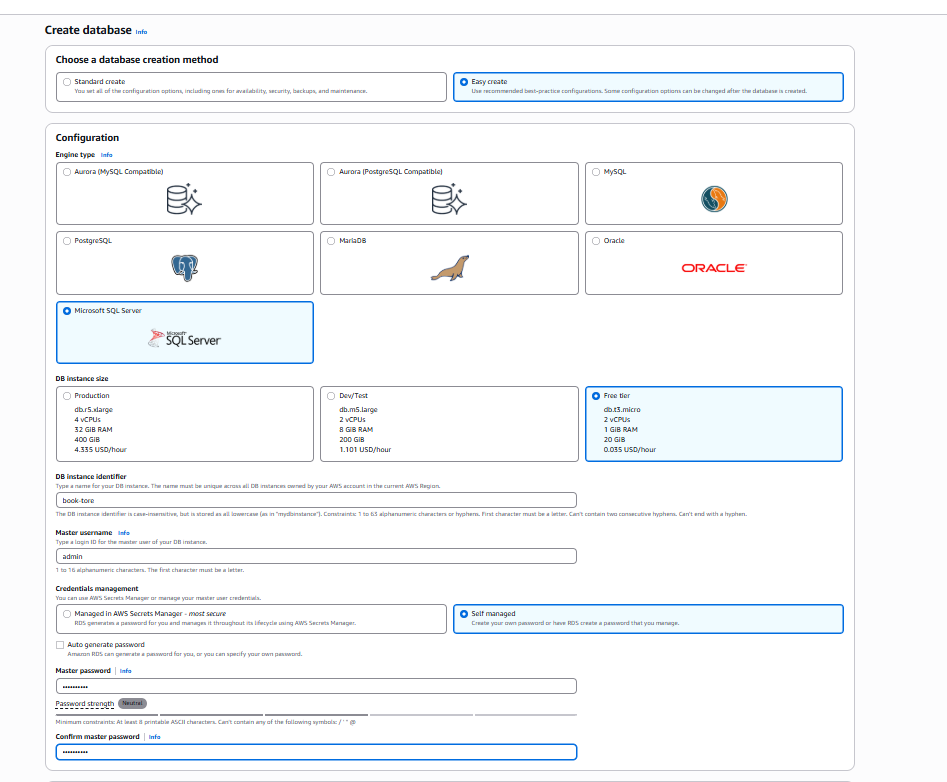 Create database Info
Choose a database creation method
Standard create
You set all of the configuration options, including ones for availability, security, backups, and maintenance.
Easy create
Use recommended best-practice configurations. Some configuration options can be changed after the database is created.
Configuration
Engine type Info
Aurora (MySQL Compatible)
Aurora (PostgreSQL Compatible)
MySQL
PostgreSQL
MariaDB
Oracle
ORACLE
Microsoft SQL Server
Microsoft
SQL Server
DB instance size
Production
db.r5.xlarge
4 vCPUs
32 GiB RAM
400 GiB
4.335 USD/hour
Dev/Test
db.m5.large
2 vCPUs
8 GiB RAM
200 GiB
1.101 USD/hour
Free tier
db.t3.micro
2 vCPUs
1 GiB RAM
20 GiB
0.035 USD/hour
DB instance identifier
Type a name for your DB instance. The name must be unique across all DB instances owned by your AWS account in the current AWS Region.
book-tore
The DB instance identifier is case-insensitive, but is stored as all lowercase (as in "mydbinstance"). Constraints: 1 to 63 alphanumeric characters or hyphens. First character must be a letter. Can't contain two consecutive hyphens. Can't end with a hyphen.
Master username Info
Type a login ID for the master user of your DB instance.
admin
1 to 16 alphanumeric characters. The first character must be a letter.
Credentials management
You can use AWS Secrets Manager or manage your master user credentials.
Managed in AWS Secrets Manager - most secure
RDS generates a password for you and manages it throughout its lifecycle using AWS Secrets Manager.
Self managed
Create your own password or have RDS create a password that you manage.
Auto generate password
Amazon RDS can generate a password for you, or you can specify your own password.
Master password | Info
••••••••••
Password strength Neutral
Minimum constraints: At least 8 printable ASCII characters. Can't contain any of the following symbols: / ' " @
Confirm master password | Info
••••••••••